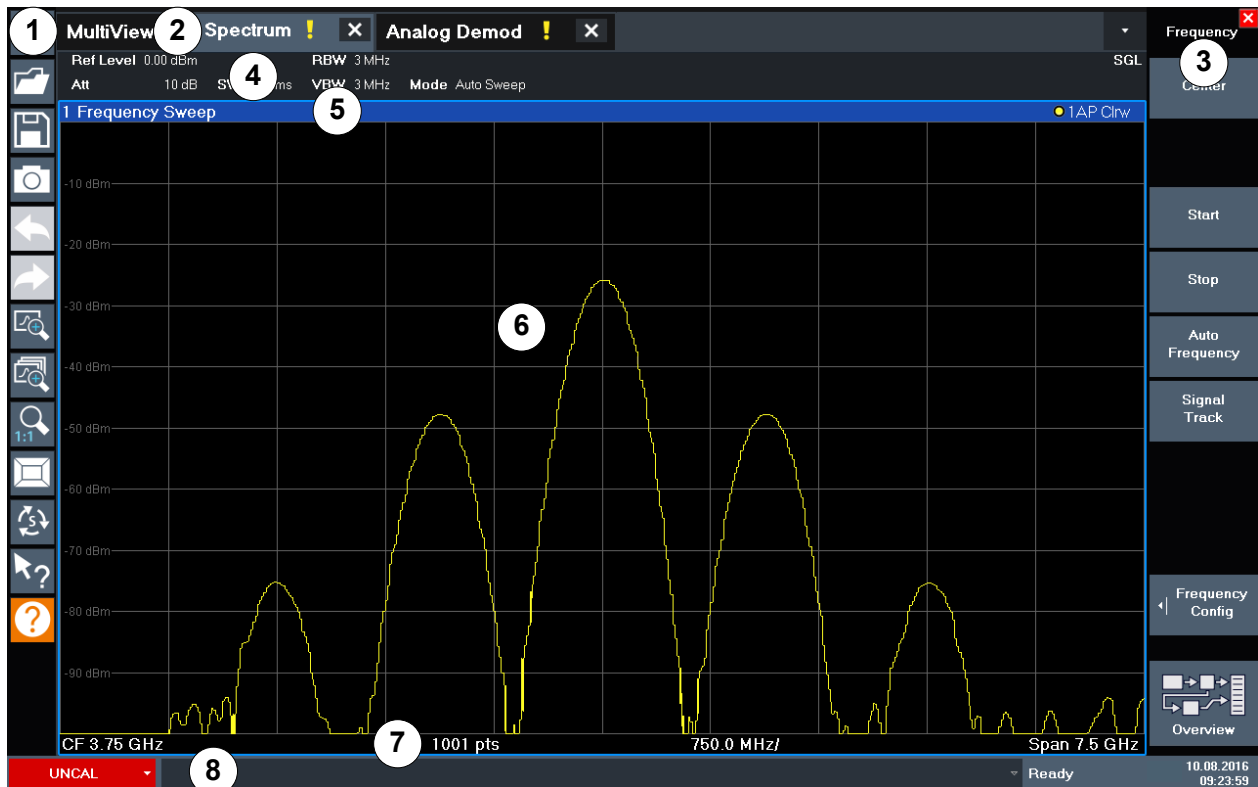 1
MultiView
2
Spectrum !
Analog Demod !
Frequency
3
Ref Level 0.00 dBm
RBW 3 MHz
SGL
Att 10 dB
4
ms
VBW 3 MHz
Mode Auto Sweep
Center
1 Frequency Sweep
5
1AP Clrw
-10 dBm
-20 dBm
-30 dBm
-40 dBm
-50 dBm
-60 dBm
-70 dBm
-80 dBm
-90 dBm
6
1:1
S
?
?
Start
Stop
Auto
Frequency
Signal
Track
Frequency
Config
Overview
CF 3.75 GHz
7
1001 pts
750.0 MHz/
Span 7.5 GHz
UNCAL
8
Ready
10.08.2016
09:23:59